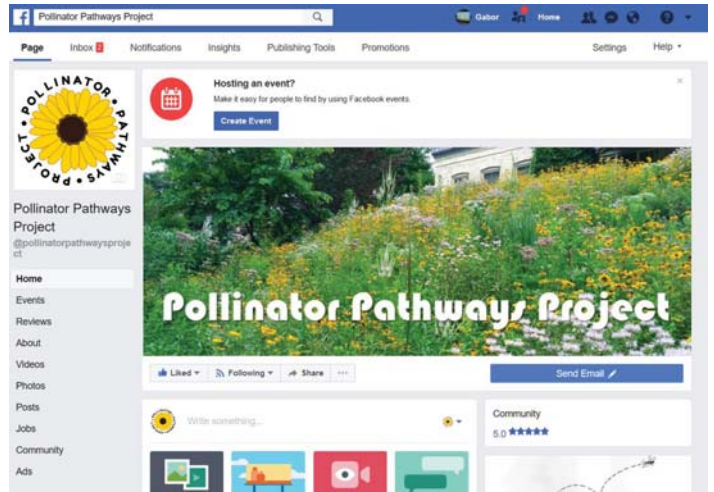 Pollinator Pathways Project
Gabor Home
Page Inbox 2 Notifications Insights Publishing Tools Promotions Settings Help
POLLINATOR • PATHWAYS • PROJECT •
Hosting an event?
Make it easy for people to find by using Facebook events.
Create Event
Pollinator Pathways
Project
@pollinatorpathwaysproje
ct
Pollinator Pathways Project
Home
Events
Reviews
About
Videos
Photos
Posts
Jobs
Community
Ads
Liked Following Share ...
Send Email
Write something...
Community
5.0 ★★★★★